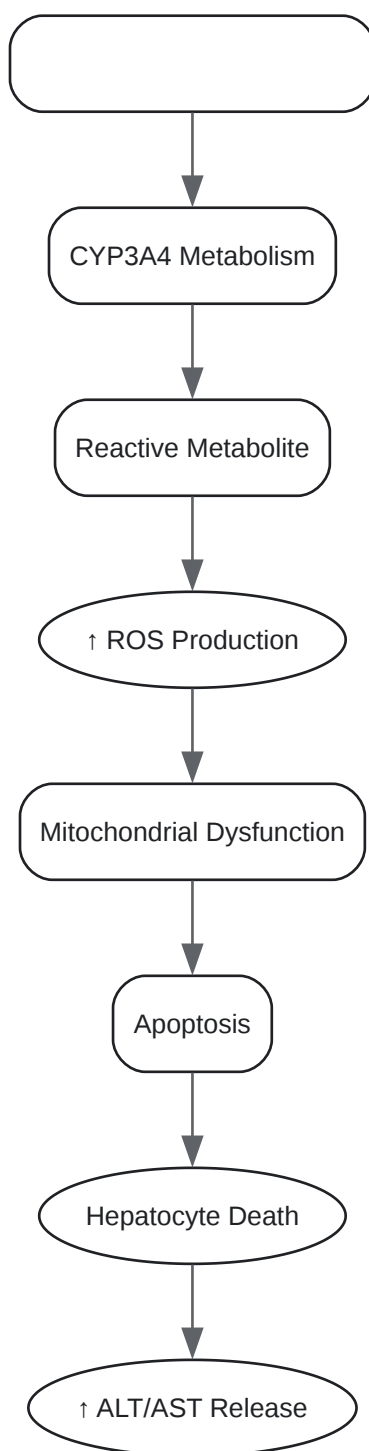 CYP3A4 Metabolism
Reactive Metabolite
↑ ROS Production
Mitochondrial Dysfunction
Apoptosis
Hepatocyte Death
↑ ALT/AST Release